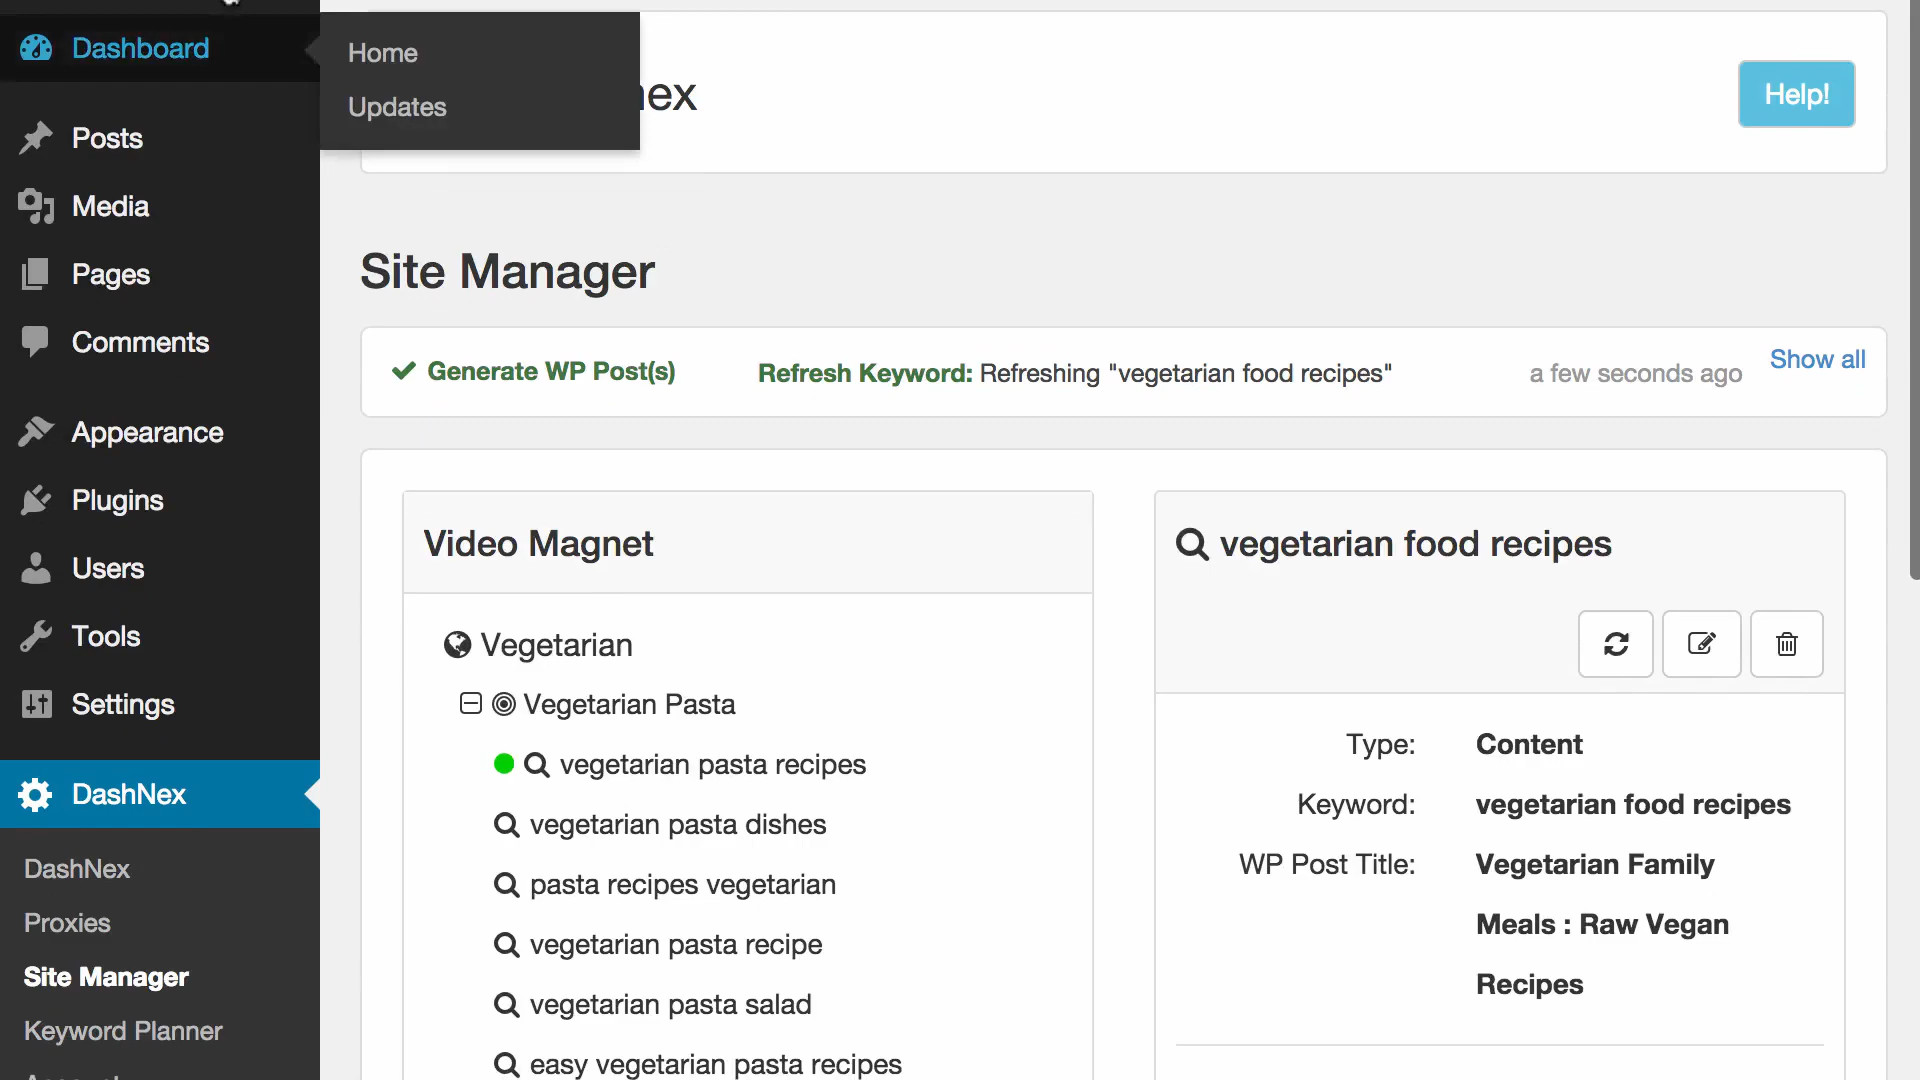 Dashboard
Home
Updates
nex
Help!
Posts
Media
Pages
Comments
Appearance
Plugins
Users
Tools
Settings
DashNex
DashNex
Proxies
Site Manager
Keyword Planner
Site Manager
Generate WP Post(s)
Refresh Keyword: Refreshing "vegetarian food recipes"
a few seconds ago
Show all
Video Magnet
Vegetarian
Vegetarian Pasta
vegetarian pasta recipes
vegetarian pasta dishes
pasta recipes vegetarian
vegetarian pasta recipe
vegetarian pasta salad
easy vegetarian pasta recipes
vegetarian food recipes
Type: Content
Keyword: vegetarian food recipes
WP Post Title: Vegetarian Family
Meals : Raw Vegan
Recipes